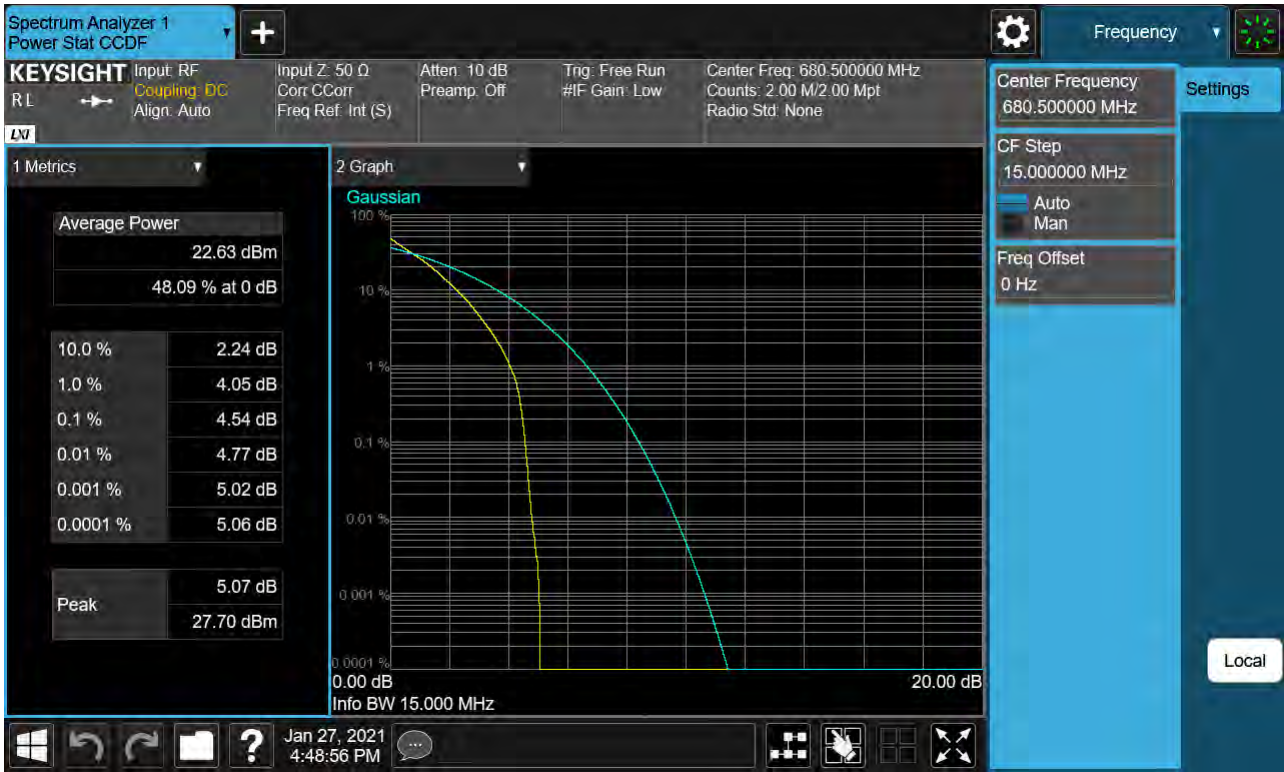 Spectrum Analyzer 1
Power Stat CCDF
+
Frequency
KEYSIGHT
R L
LXI
Input: RF
Coupling: DC
Align: Auto
Input Z: 50 Ω
Corr CCorr
Freq Ref: Int (S)
Atten: 10 dB
Preamp: Off
Trig: Free Run
#IF Gain: Low
Center Freq: 680.500000 MHz
Counts: 2.00 M/2.00 Mpt
Radio Std: None
Center Frequency
680.500000 MHz
CF Step
15.000000 MHz
Auto
Man
Freq Offset
0 Hz
Settings
Local
1 Metrics
Average Power
22.63 dBm
48.09 % at 0 dB
10.0 % 2.24 dB
1.0 % 4.05 dB
0.1 % 4.54 dB
0.01 % 4.77 dB
0.001 % 5.02 dB
0.0001 % 5.06 dB
Peak
5.07 dB
27.70 dBm
2 Graph
Gaussian
100 %
10 %
1 %
0.1 %
0.01 %
0.001 %
0.0001 %
0.00 dB 20.00 dB
Info BW 15.000 MHz
?
Jan 27, 2021
4:48:56 PM